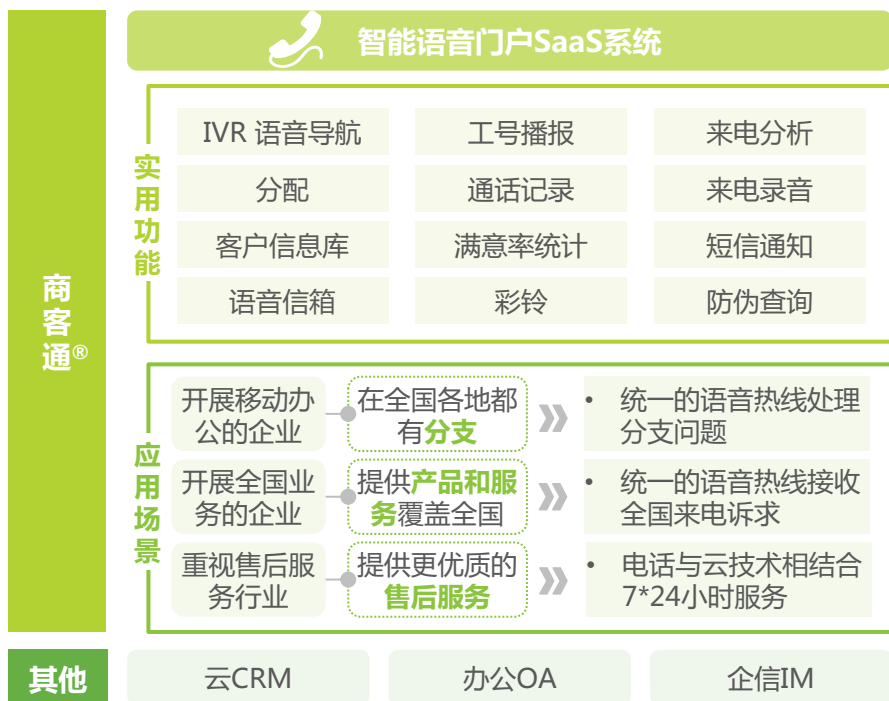 智能语音门户SaaS系统
商客通®
实用功能
IVR 语音导航
工号播报
来电分析
分配
通话记录
来电录音
客户信息库
满意率统计
短信通知
语音信箱
彩铃
防伪查询
应用场景
开展移动办
公的企业
在全国各地都
有分支
• 统一的语音热线处理
分支问题
开展全国业
务的企业
提供产品和服
务覆盖全国
• 统一的语音热线接收
全国来电诉求
重视售后服
务行业
提供更优质的
售后服务
• 电话与云技术相结合
7*24小时服务
其他
云CRM
办公OA
企信IM